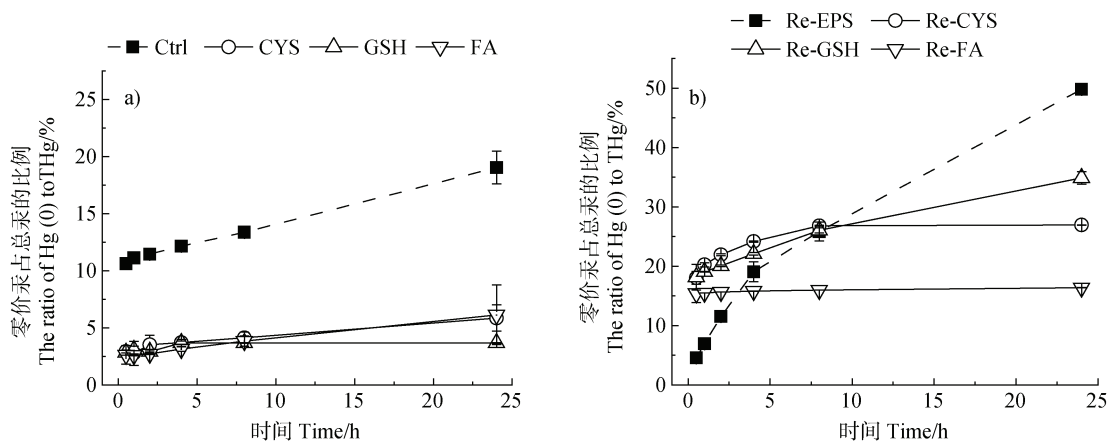 Ctrl CYS GSH FA
a)
25
20
15
10
5
0
0 5 10 15 20 25
时间 Time/h
零价汞占总汞的比例
The ratio of Hg (0) toTHg/%
Re-EPS Re-CYS
Re-GSH Re-FA
b)
50
40
30
20
10
0
0 5 10 15 20 25
时间 Time/h
零价汞占总汞的比例
The ratio of Hg (0) to THg/%